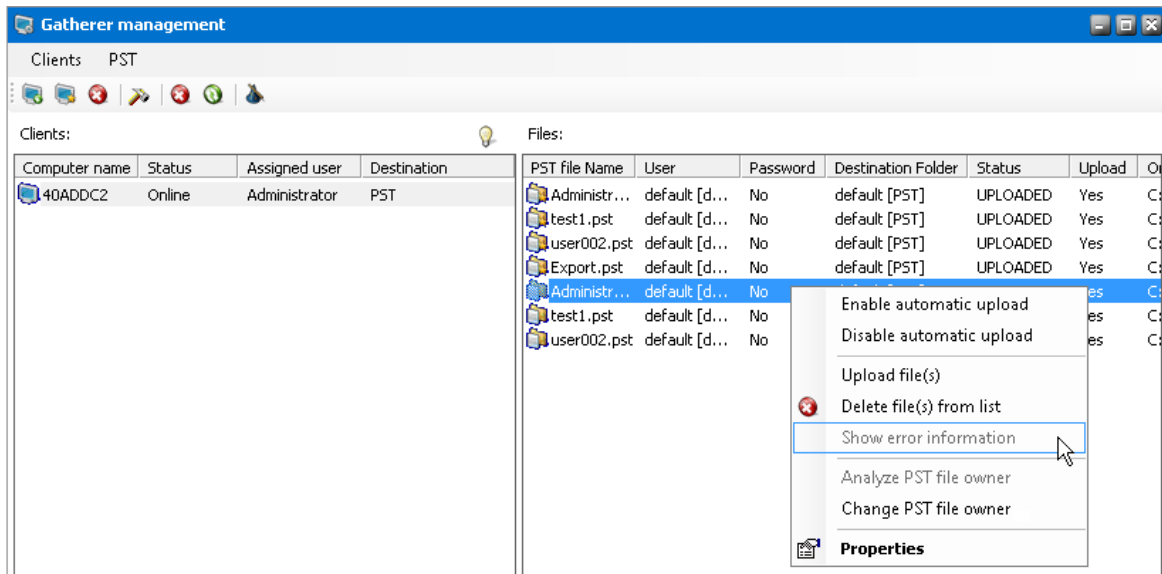 Gatherer management
Clients PST
Clients: Files:
Computer name Status Assigned user Destination PST file Name User Password Destination Folder Status Upload
40ADDC2 Online Administrator PST Administr... default [d... No default [PST] UPLOADED Yes C:
test1.pst default [d... No default [PST] UPLOADED Yes C:
user002.pst default [d... No default [PST] UPLOADED Yes C:
Export.pst default [d... No default [PST] UPLOADED Yes C:
Administr... default [d... No es C:
Enable automatic upload
test1.pst default [d... No es C:
Disable automatic upload
user002.pst default [d... No es C:
Upload file(s)
Delete file(s) from list
Show error information
Analyze PST file owner
Change PST file owner
Properties